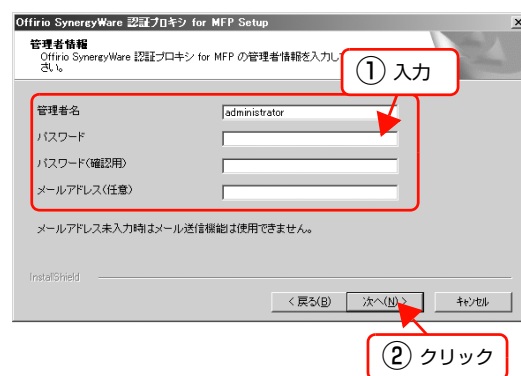 Offirio SynergyWare 認証プロキシ for MFP Setup
管理者情報
Offirio SynergyWare 認証プロキシ for MFP の管理者情報を入力して
さい。
① 入力
管理者名
administrator
パスワード
パスワード(確認用)
メールアドレス(任意)
メールアドレス未入力時はメール送信機能は使用できません。
InstallShield
< 戻る(B)
次へ(N) >
キャンセル
② クリック